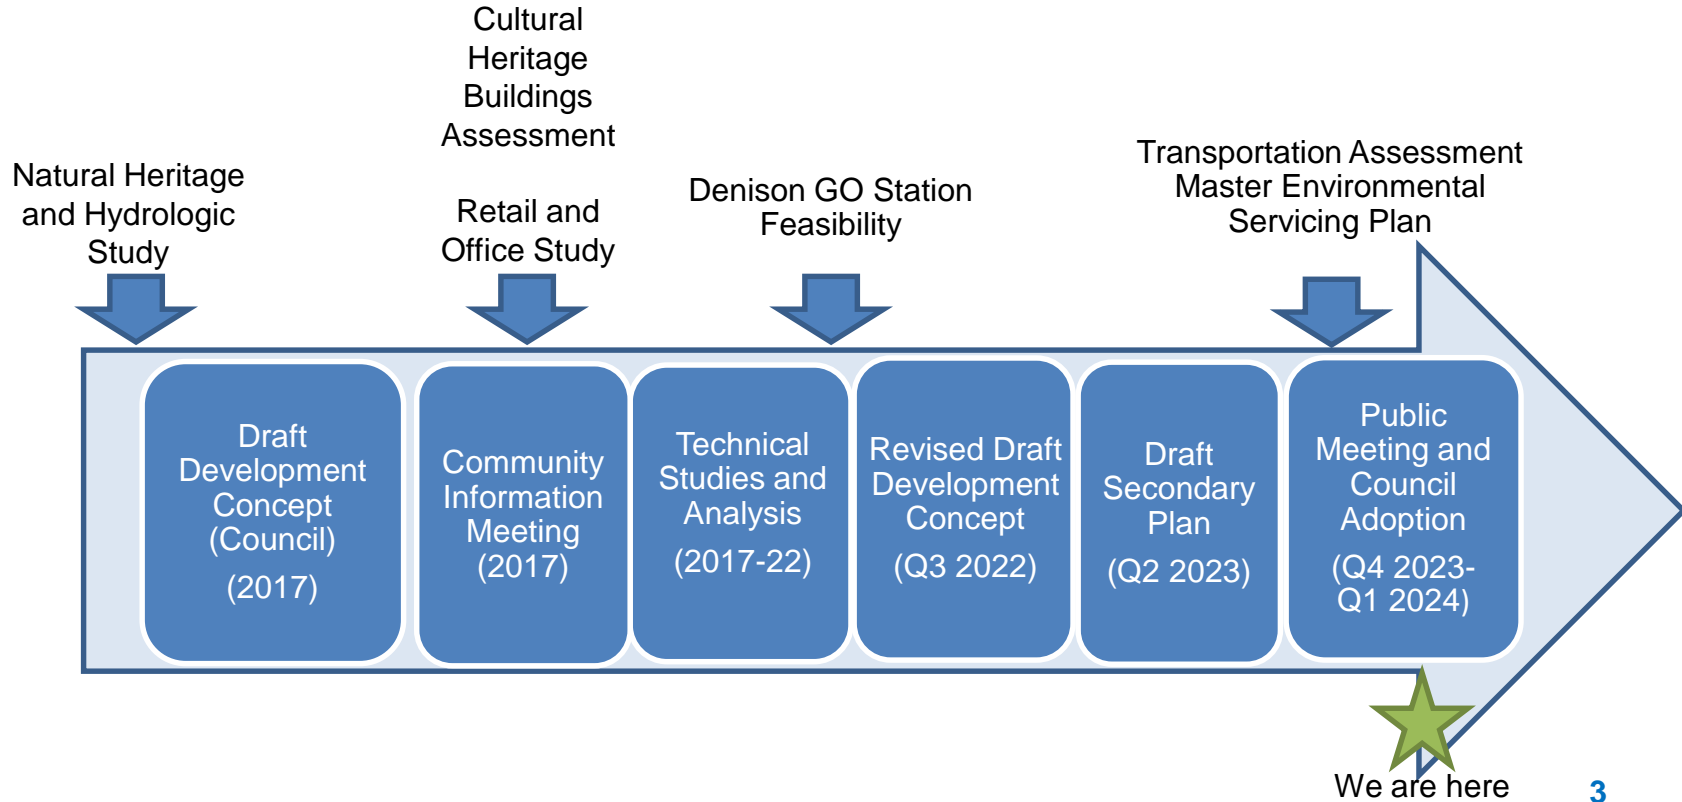 Natural Heritage
and Hydrologic
Study
Cultural
Heritage
Buildings
Assessment
Retail and
Office Study
Denison GO Station
Feasibility
Transportation Assessment
Master Environmental
Servicing Plan
Draft
Development
Concept
(Council)
(2017)
Community
Information
Meeting
(2017)
Technical
Studies and
Analysis
(2017-22)
Revised Draft
Development
Concept
(Q3 2022)
Draft
Secondary
Plan
(Q2 2023)
Public
Meeting and
Council
Adoption
(Q4 2023-
Q1 2024)
We are here
3